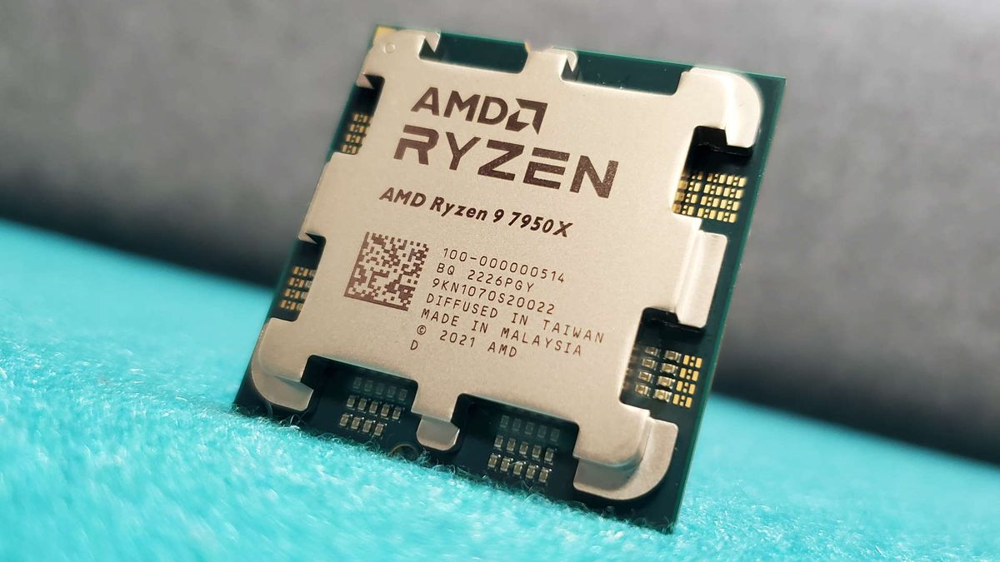 AMD
RYZEN
AMD Ryzen 9 7950X
100-000000514
BQ 2226PGY
9KN1070S20022
DIFFUSED IN TAIWAN
MADE IN MALAYSIA
© 2021 AMD
D